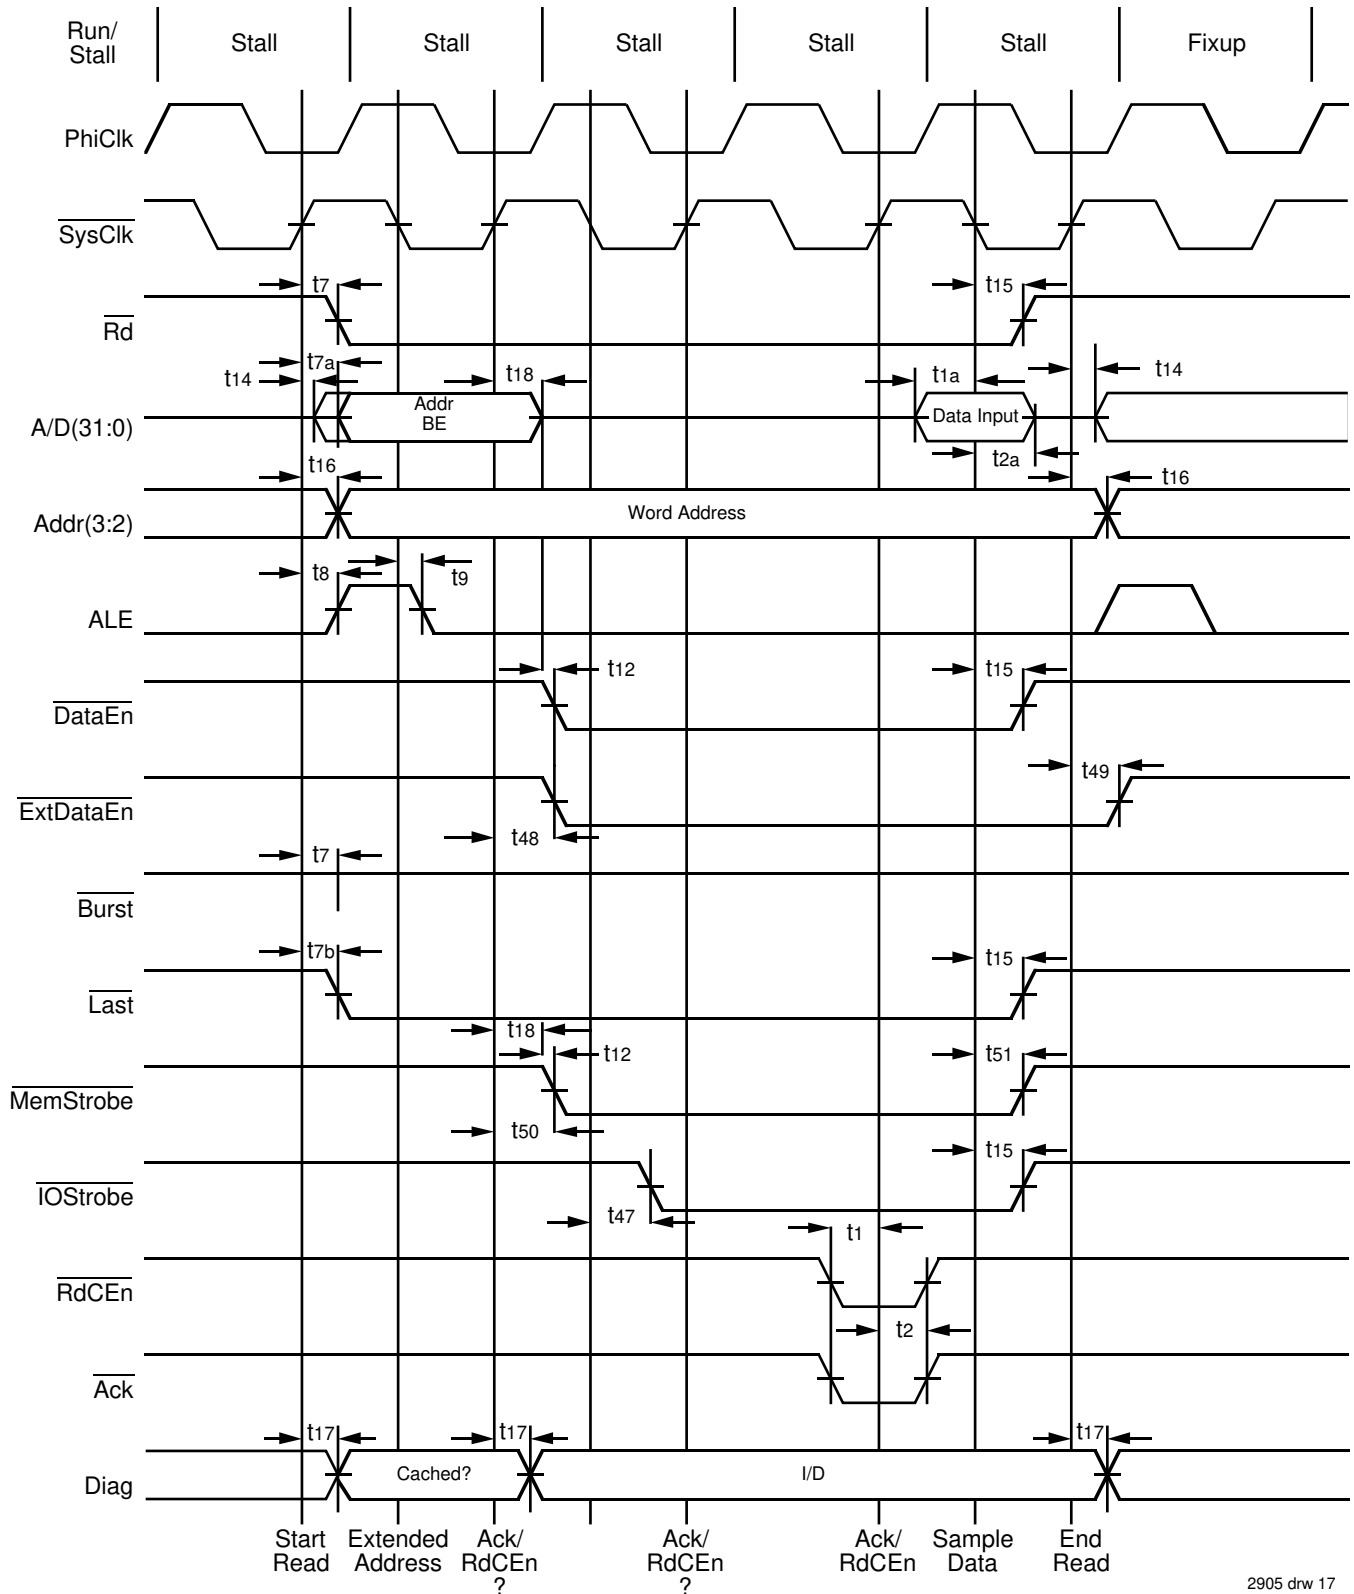 Run/
Stall
Stall
Stall
Stall
Stall
Stall
Fixup
PhiClk
SysClk
t7
t15
Rd
t7a
t14
t18
t1a
t14
Addr
BE
Data Input
A/D(31:0)
t16
t2a
t16
Word Address
Addr(3:2)
t8
t9
ALE
t12
t15
DataEn
t49
ExtDataEn
t48
t7
Burst
t7b
t15
Last
t18
t12
t51
MemStrobe
t50
t15
IOStrobe
t47
t1
RdCEn
t2
Ack
t17
t17
t17
Cached?
I/D
Diag
Start
Read
Extended
Address
Ack/
RdCEn
?
Ack/
RdCEn
?
Ack/
RdCEn
Sample
Data
End
Read
2905 drw 17